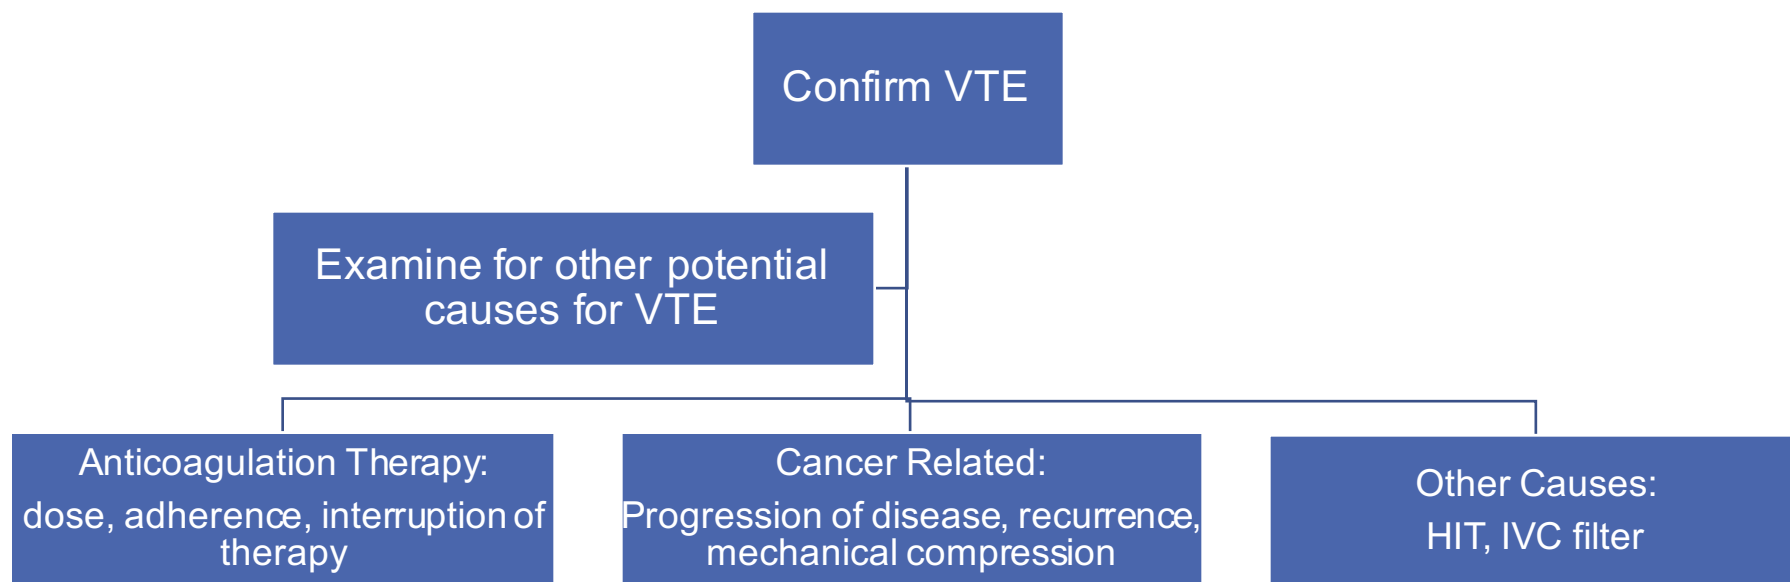 Confirm VTE
Examine for other potential
causes for VTE
Anticoagulation Therapy:
dose, adherence, interruption of
therapy
Cancer Related:
Progression of disease, recurrence,
mechanical compression
Other Causes:
HIT, IVC filter